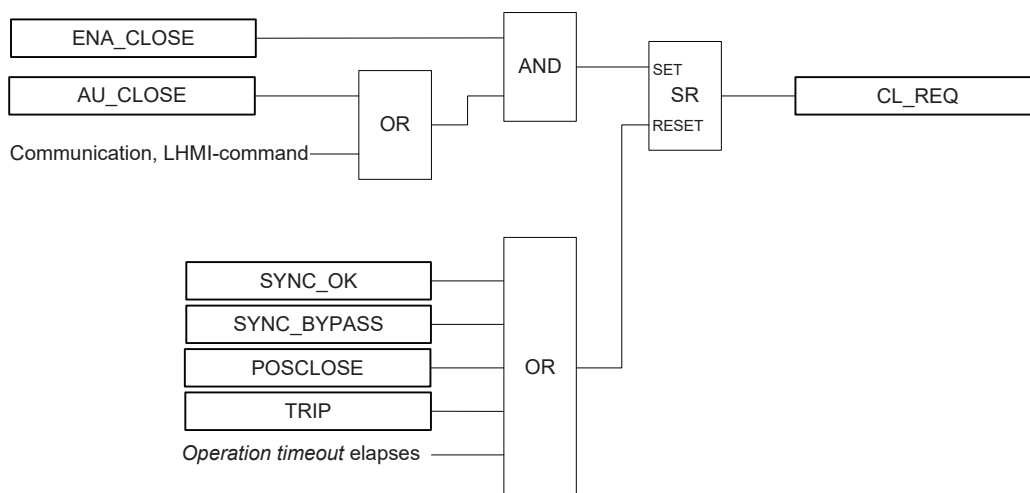 ENA_CLOSE
AU_CLOSE
Communication, LHMI-command
OR
AND
SET
SR
RESET
CL_REQ
SYNC_OK
SYNC_BYPASS
POSCLOSE
TRIP
Operation timeout elapses
OR